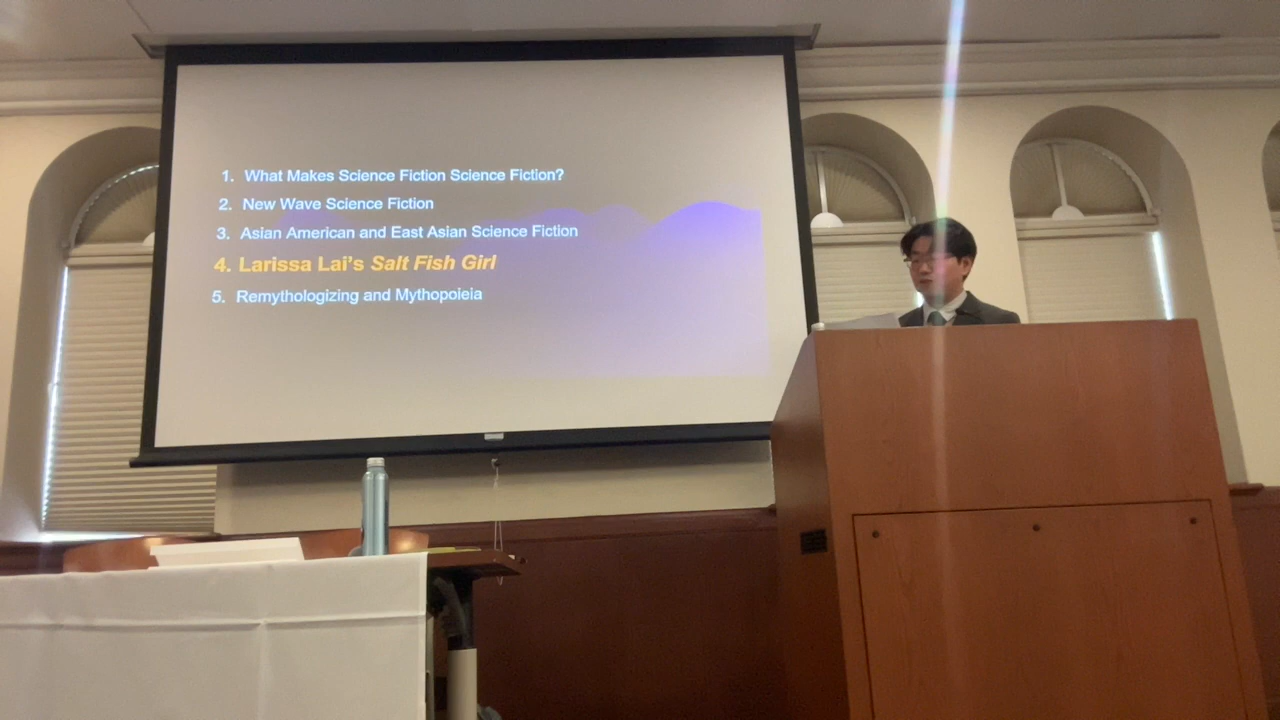 1. What Makes Science Fiction Science Fiction?
2. New Wave Science Fiction
3. Asian American and East Asian Science Fiction
4. Larissa Lai's Salt Fish Girl
5. Remythologizing and Mythopoieia